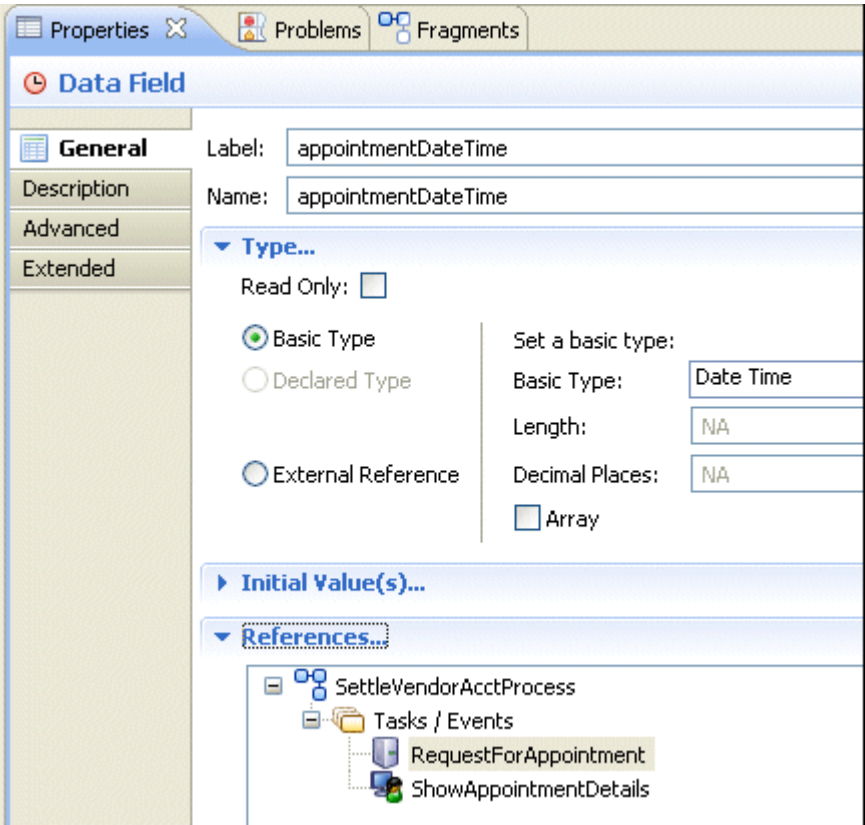 Properties Problems Fragments
Data Field
General
Description
Advanced
Extended
Label: appointmentDateTime
Name: appointmentDateTime
Type...
Read Only:
Basic Type
Declared Type
External Reference
Set a basic type:
Basic Type: Date Time
Length: NA
Decimal Places: NA
Array
Initial Value(s)...
References...
SettleVendorAcctProcess
Tasks / Events
RequestForAppointment
ShowAppointmentDetails